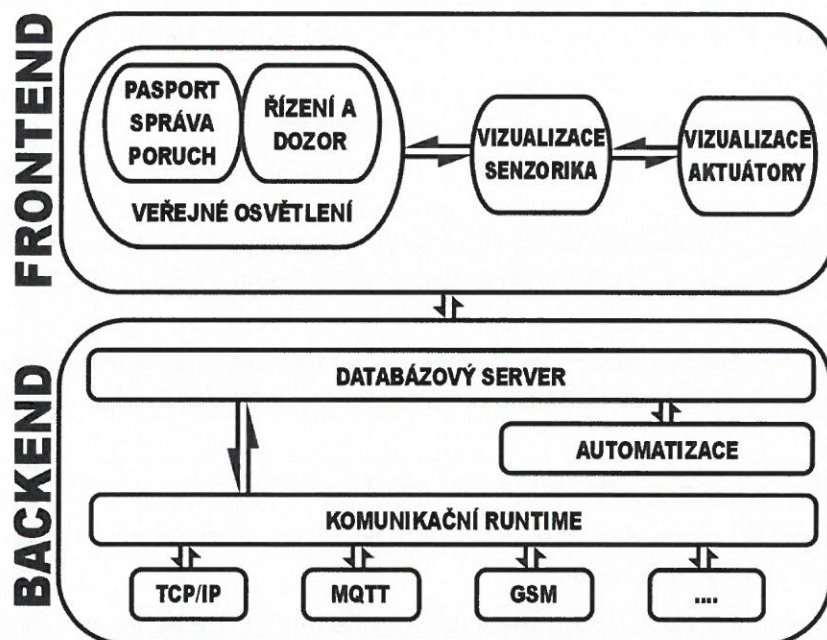 FRONTEND
PASPORT
SPRÁVA
PORUCH
ŘÍZENÍ A
DOZOR
VEŘEJNÉ OSVĚTLENÍ
VIZUALIZACE
SENZORIKA
VIZUALIZACE
AKTUÁTORY
BACKEND
DATABÁZOVÝ SERVER
AUTOMATIZACE
KOMUNIKAČNÍ RUNTIME
TCP/IP
MQTT
GSM
....